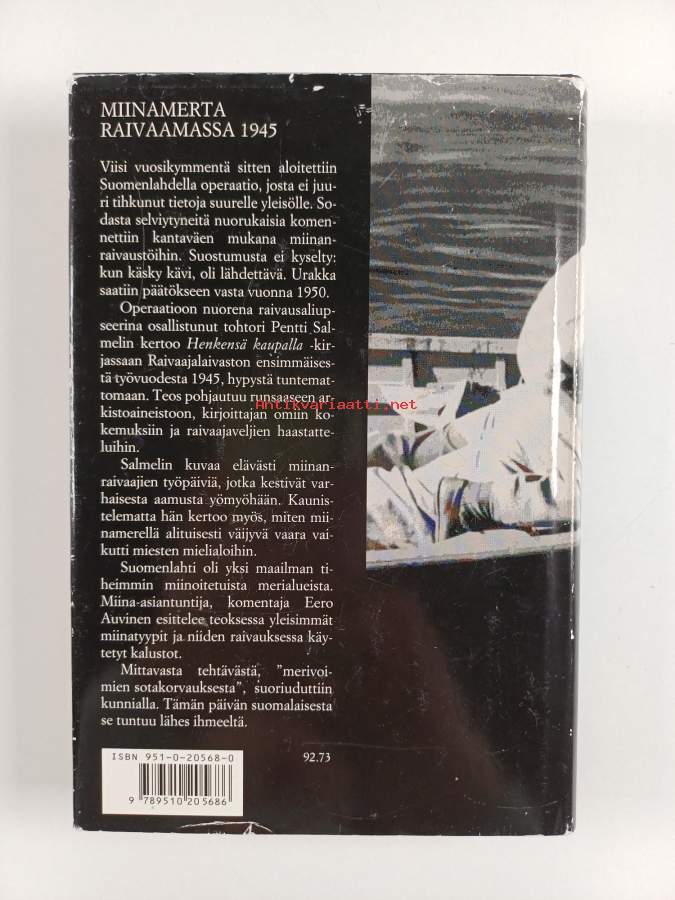 MIINAMERTA
RAIVAAMASSA 1945
Viisi vuosikymmentä sitten aloitettiin
Suomenlahdella operaatio, josta ei juu-
ri tihkunut tietoja suurelle yleisölle. So-
dasta selviytyneitä nuorukaisia komen-
nettiin kantaväen mukana miinan-
raivaustöihin. Suostumusta ei kyselty:
kun käsky kävi, oli lähdettävä. Urakka
saatiin päätökseen vasta vuonna 1950.
Operaatioon nuorena raivausaliup-
seerina osallistunut tohtori Pentti Sal-
melin kertoo Henkensä kaupalla -kir-
jassaan Raivaajalaivaston ensimmäises-
tä työvuodesta 1945, hypystä tuntemat-
tomaan. Teos pohjautuu runsaaseen ar-
kistoaineistoon, kirjoittajan omiin ko-
kemuksiin ja raivaajaveljien haastatte-
luihin.
Salmelin kuvaa elävästi miinan-
raivaajien työpäiviä, jotka kestivät var-
haisesta aamusta yömyöhään. Kaunis-
telematta hän kertoo myös, miten mii-
namerellä alituisesti väijyvä vaara vai-
kutti miesten mielialoihin.
Suomenlahti oli yksi maailman ti-
heimmin miinoitetuista merialueista.
Miina-asiantuntija, komentaja Eero
Auvinen esittelee teoksessa yleisimmät
miinatyypit ja niiden raivauksessa käy-
tetyt kalustot.
Mittavasta tehtävästä, "merivoi-
mien sotakorvauksesta", suoriuduttiin
kunnialla. Tämän päivän suomalaisesta
se tuntuu lähes ihmeeltä.
Antikvariaatti.net
ISBN 951-0-20568-0
92.73
9 789510 205686